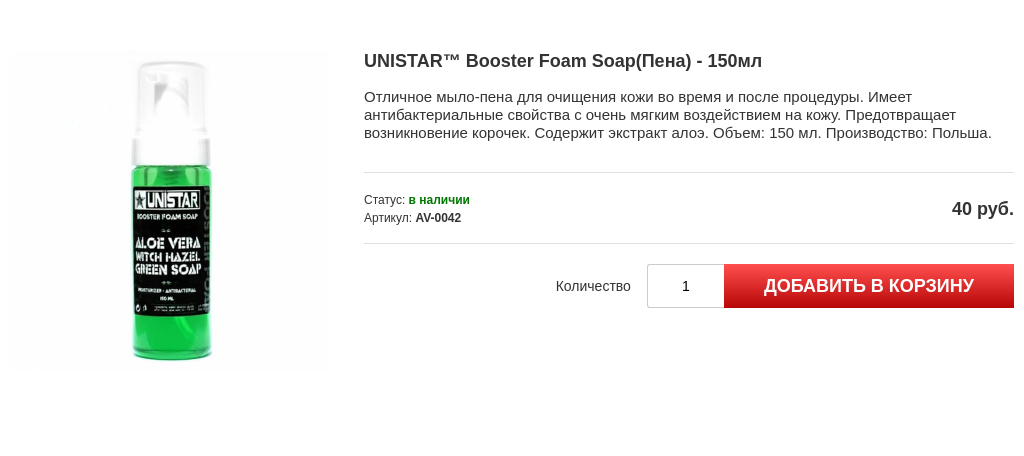 UNISTAR™ Booster Foam Soap(Пена) - 150мл
Отличное мыло-пена для очищения кожи во время и после процедуры. Имеет
антибактериальные свойства с очень мягким воздействием на кожу. Предотвращает
возникновение корочек. Содержит экстракт алоэ. Объем: 150 мл. Производство: Польша.
Статус: в наличии
Артикул: AV-0042
40 руб.
Количество 1 ДОБАВИТЬ В КОРЗИНУ
UNISTAR
BOOSTER FOAM SOAP
ALOE VERA
WITCH HAZEL
GREEN SOAP
MOISTURIZER - ANTIBACTERIAL
150 ML